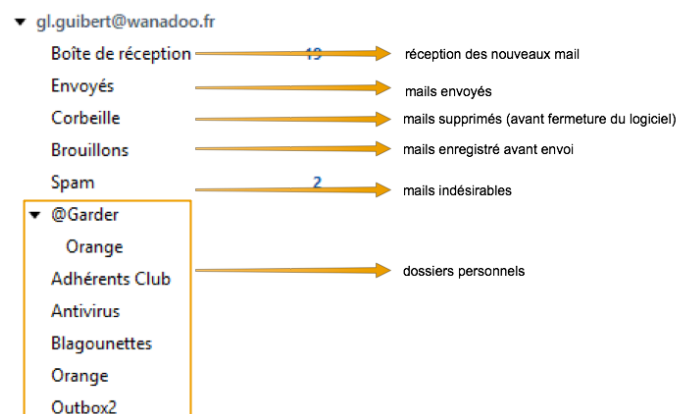 gl.guibert@wanadoo.fr
Boîte de réception 19 réception des nouveaux mail
Envoyés mails envoyés
Corbeille mails supprimés (avant fermeture du logiciel)
Brouillons mails enregistré avant envoi
Spam 2 mails indésirables
@Garder
Orange
Adhérents Club dossiers personnels
Antivirus
Blagounettes
Orange
Outbox2